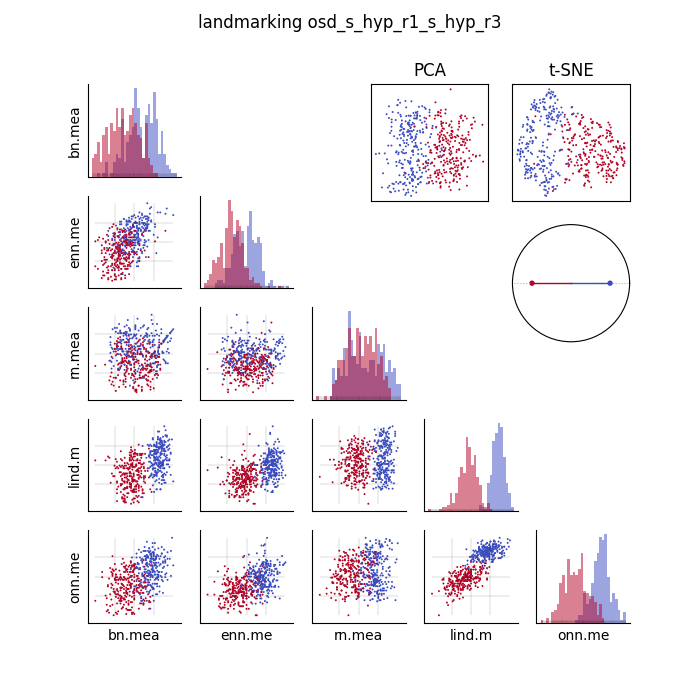 landmarking osd_s_hyp_r1_s_hyp_r3
PCA
t-SNE
bn.mea
enn.me
rn.mea
lind.m
onn.me
bn.mea
enn.me
rn.mea
lind.m
onn.me